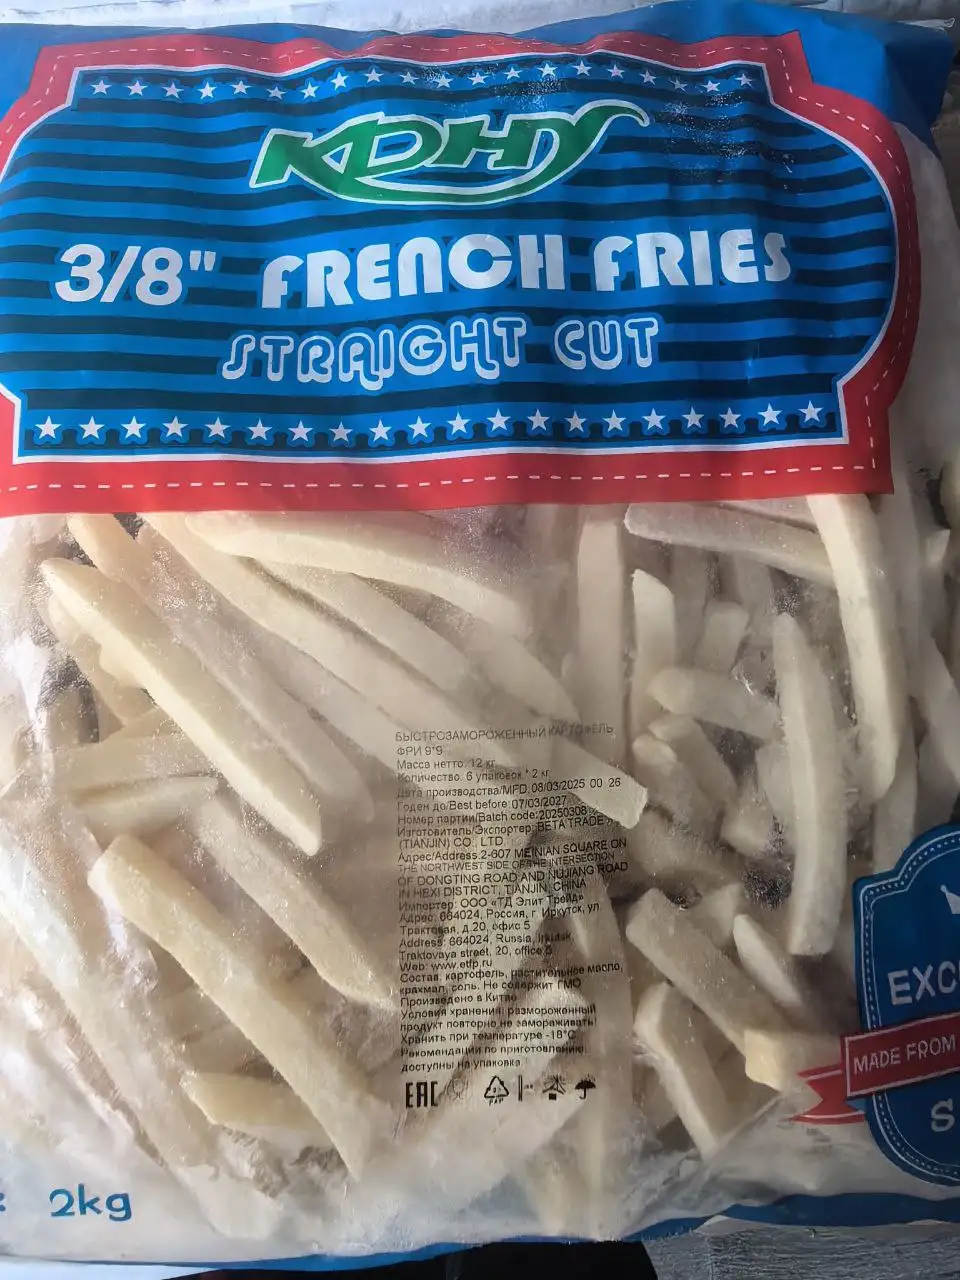 KDHY
3/8" FRENCH FRIES
STRAIGHT CUT
БЫСТРОЗАМОРОЖЕННЫЙ КАРТОФЕЛЬ
ФРИ 9*9
Масса нетто: 12 кг
Количество: 6 упаковок * 2 кг
Дата производства/MFD: 08/03/2025 00 26
Годен до/Best before: 07/03/2027
Номер партии/Batch code: 20250308
Изготовитель/Экспортер: BETA TRADE
(TIANJIN) CO., LTD.
Адрес/Address: 2-607 MEINIAN SQUARE ON
THE NORTHWEST SIDE OF THE INTERSECTION
OF DONGTING ROAD AND NUJIANG ROAD
IN HEXI DISTRICT, TIANJIN, CHINA
Импортер: ООО «ТД Элит Трейд»
Адрес: 664024, Россия, г. Иркутск, ул.
Трактовая, д.20, офис 5
Address: 664024, Russia, Irkutsk,
Traktovaya street, 20, office 5
Web: www.etfp.ru
Состав: картофель, растительное масло,
крахмал, соль. Не содержит ГМО
Произведено в Китае
Условия хранения: размороженный
продукт повторно не замораживать!
Хранить при температуре -18°C
Рекомендации по приготовлению
доступны на упаковке
EAC
PAP
EXC
MADE FROM
S
: 2kg